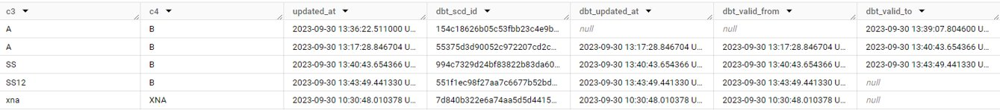 c3 c4 updated_at dbt_scd_id dbt_updated_at dbt_valid_from dbt_valid_to
A B 2023-09-30 13:36:22.511000 U... 154c18626b05c53fbb23c4e9b... null null 2023-09-30 13:39:07.804600 U...
A B 2023-09-30 13:17:28.846704 U... 55375d3d90052c972207cd2c... 2023-09-30 13:17:28.846704 U... 2023-09-30 13:17:28.846704 U... 2023-09-30 13:40:43.654366 U...
SS B 2023-09-30 13:40:43.654366 U... 994c7329d24bf83822b83da60... 2023-09-30 13:40:43.654366 U... 2023-09-30 13:40:43.654366 U... 2023-09-30 13:43:49.441330 U...
SS12 B 2023-09-30 13:43:49.441330 U... 551f1ec98f27aa7c6677b52bd... 2023-09-30 13:43:49.441330 U... 2023-09-30 13:43:49.441330 U... null
xna XNA 2023-09-30 10:30:48.010378 U... 7d840b322e6a74aa5d5d4415... 2023-09-30 10:30:48.010378 U... 2023-09-30 10:30:48.010378 U... null